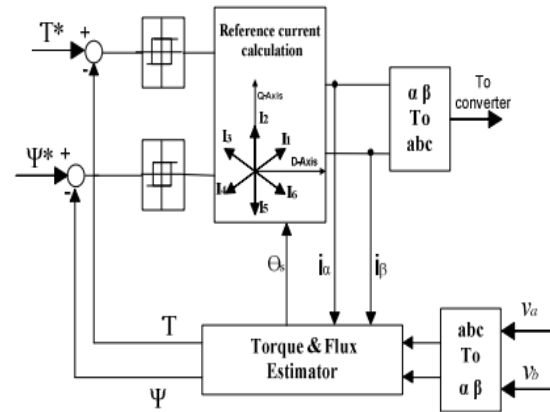 T*
+
-
Reference current
calculation
Q-Axis
I2
I3
I1
D-Axis
I4
I5
I6
α β
To
abc
To
converter
Ψ*
+
-
Θs
iα
iβ
T
Ψ
Torque & Flux
Estimator
abc
To
α β
va
vb